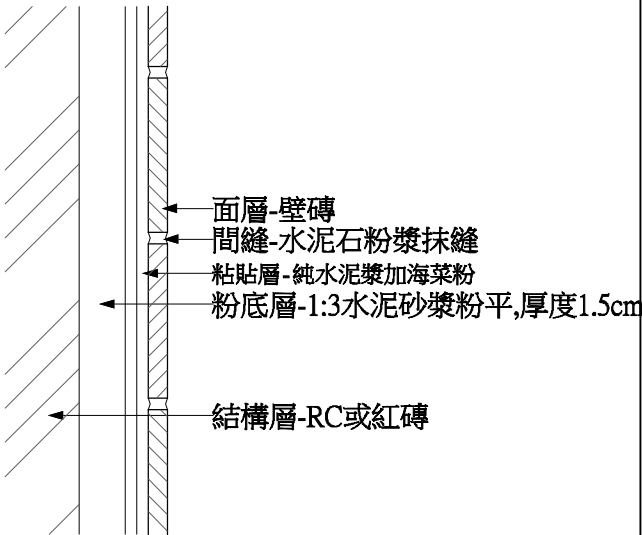 面層-壁磚
間縫-水泥石粉漿抹縫
粘貼層-純水泥漿加海菜粉
粉底層-1:3水泥砂漿粉平,厚度1.5cm
結構層-RC或紅磚